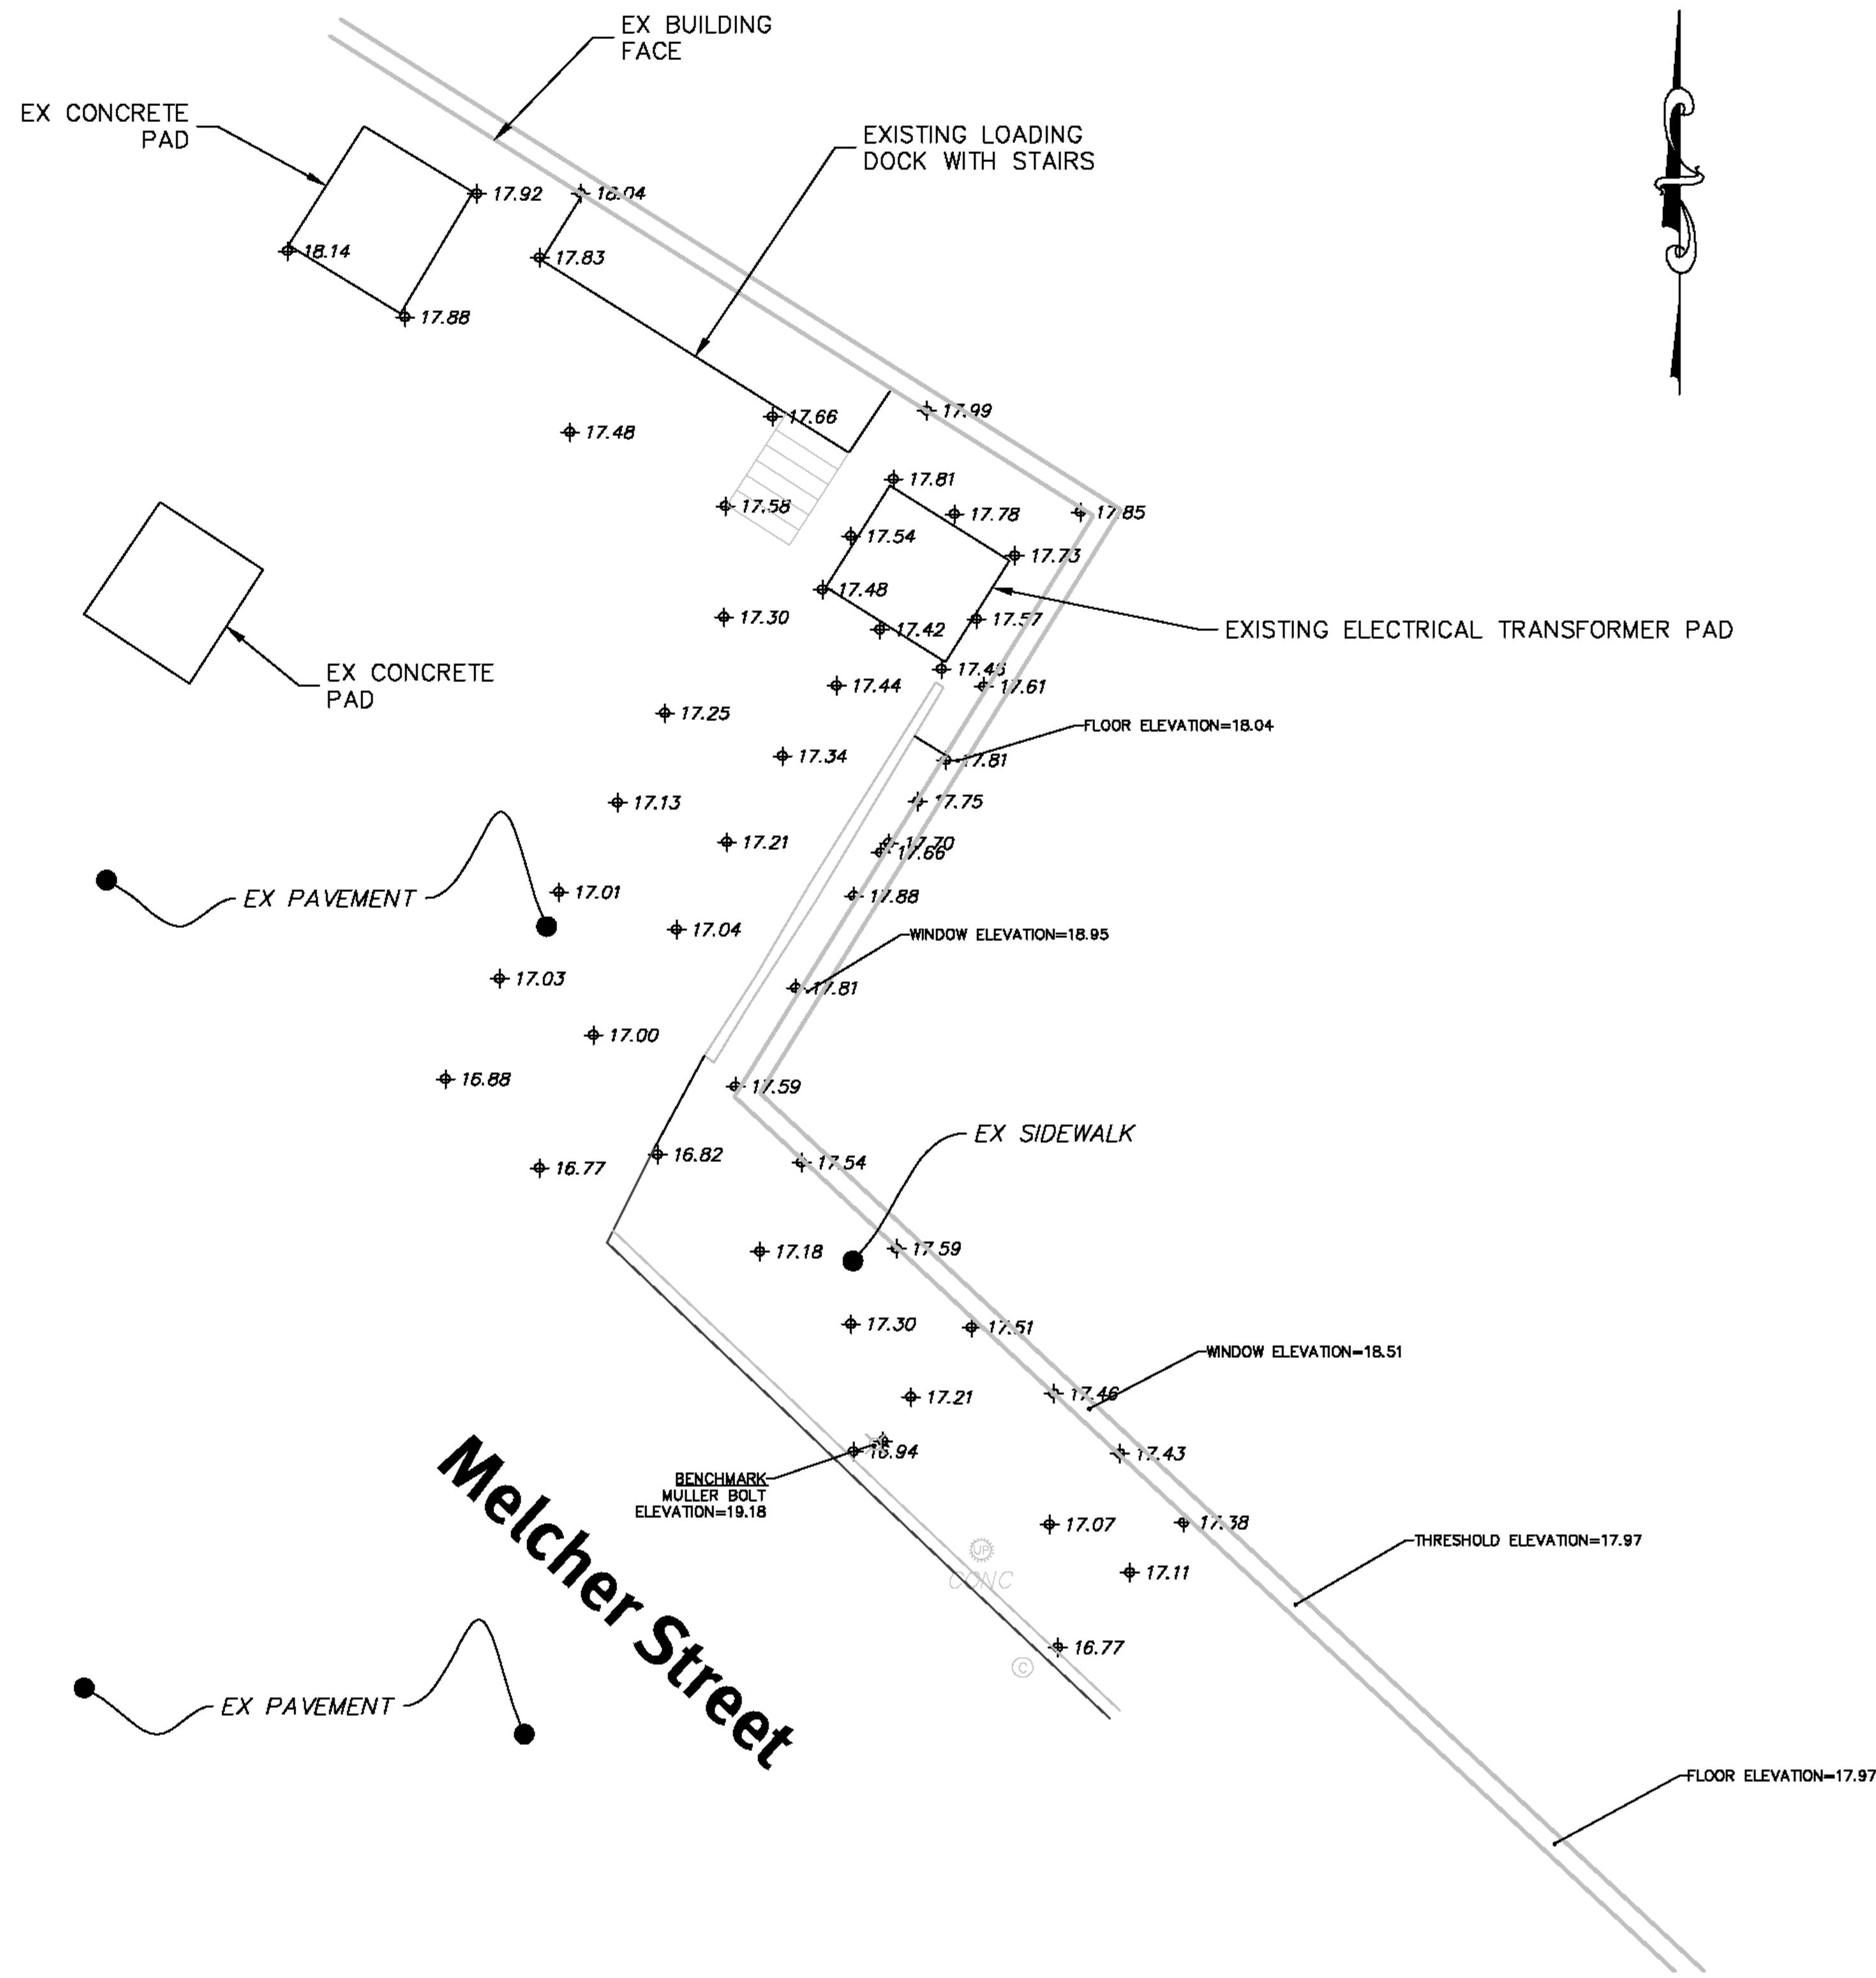 EX BUILDING
FACE
EX CONCRETE
PAD
EXISTING LOADING
DOCK WITH STAIRS
17.92
18.04
18.14
17.83
17.88
17.66
17.99
17.48
17.81
17.58
17.78
17.85
17.54
17.73
17.48
17.30
17.57
17.42
EXISTING ELECTRICAL TRANSFORMER PAD
EX CONCRETE
PAD
17.44
17.61
17.25
FLOOR ELEVATION=18.04
17.34
17.81
17.13
17.75
17.21
17.70
17.66
17.01
17.88
EX PAVEMENT
17.04
WINDOW ELEVATION=18.95
17.03
17.81
17.00
16.88
17.59
EX SIDEWALK
16.82
16.77
17.54
17.18
17.59
17.30
17.51
WINDOW ELEVATION=18.51
17.21
17.46
16.94
17.43
BENCHMARK
MULLER BOLT
ELEVATION=19.18
Melcher Street
17.07
17.38
THRESHOLD ELEVATION=17.97
UP
CONC
17.11
16.77
C
EX PAVEMENT
FLOOR ELEVATION=17.97